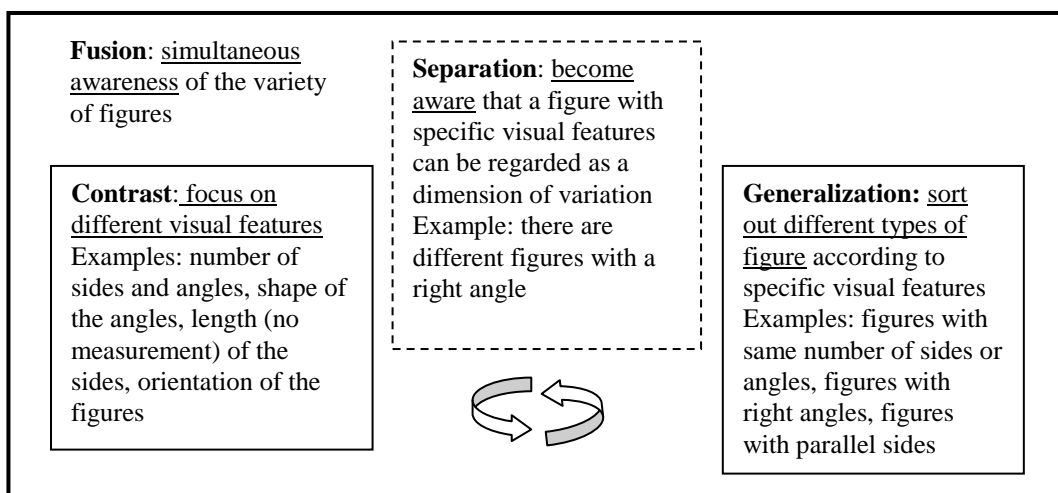 Fusion: simultaneous
awareness of the variety
of figures
Contrast: focus on
different visual features
Examples: number of
sides and angles, shape of
the angles, length (no
measurement) of the
sides, orientation of the
figures
Separation: become
aware that a figure with
specific visual features
can be regarded as a
dimension of variation
Example: there are
different figures with a
right angle
Generalization: sort
out different types of
figure according to
specific visual features
Examples: figures with
same number of sides or
angles, figures with
right angles, figures
with parallel sides